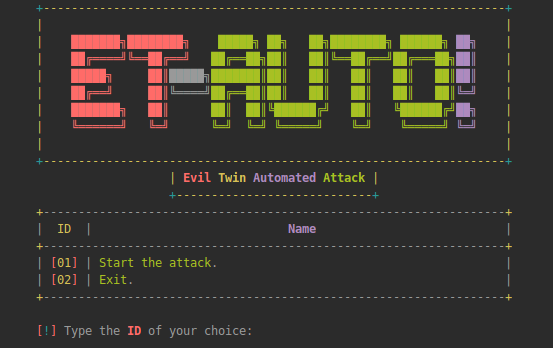 ET-AUTO!
| Evil Twin Automated Attack |
| ID | Name |
| [01] | Start the attack. |
| [02] | Exit. |
[!] Type the ID of your choice: